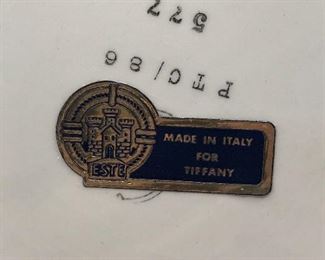 577
PTC/86
ESTE
MADE IN ITALY
FOR
TIFFANY